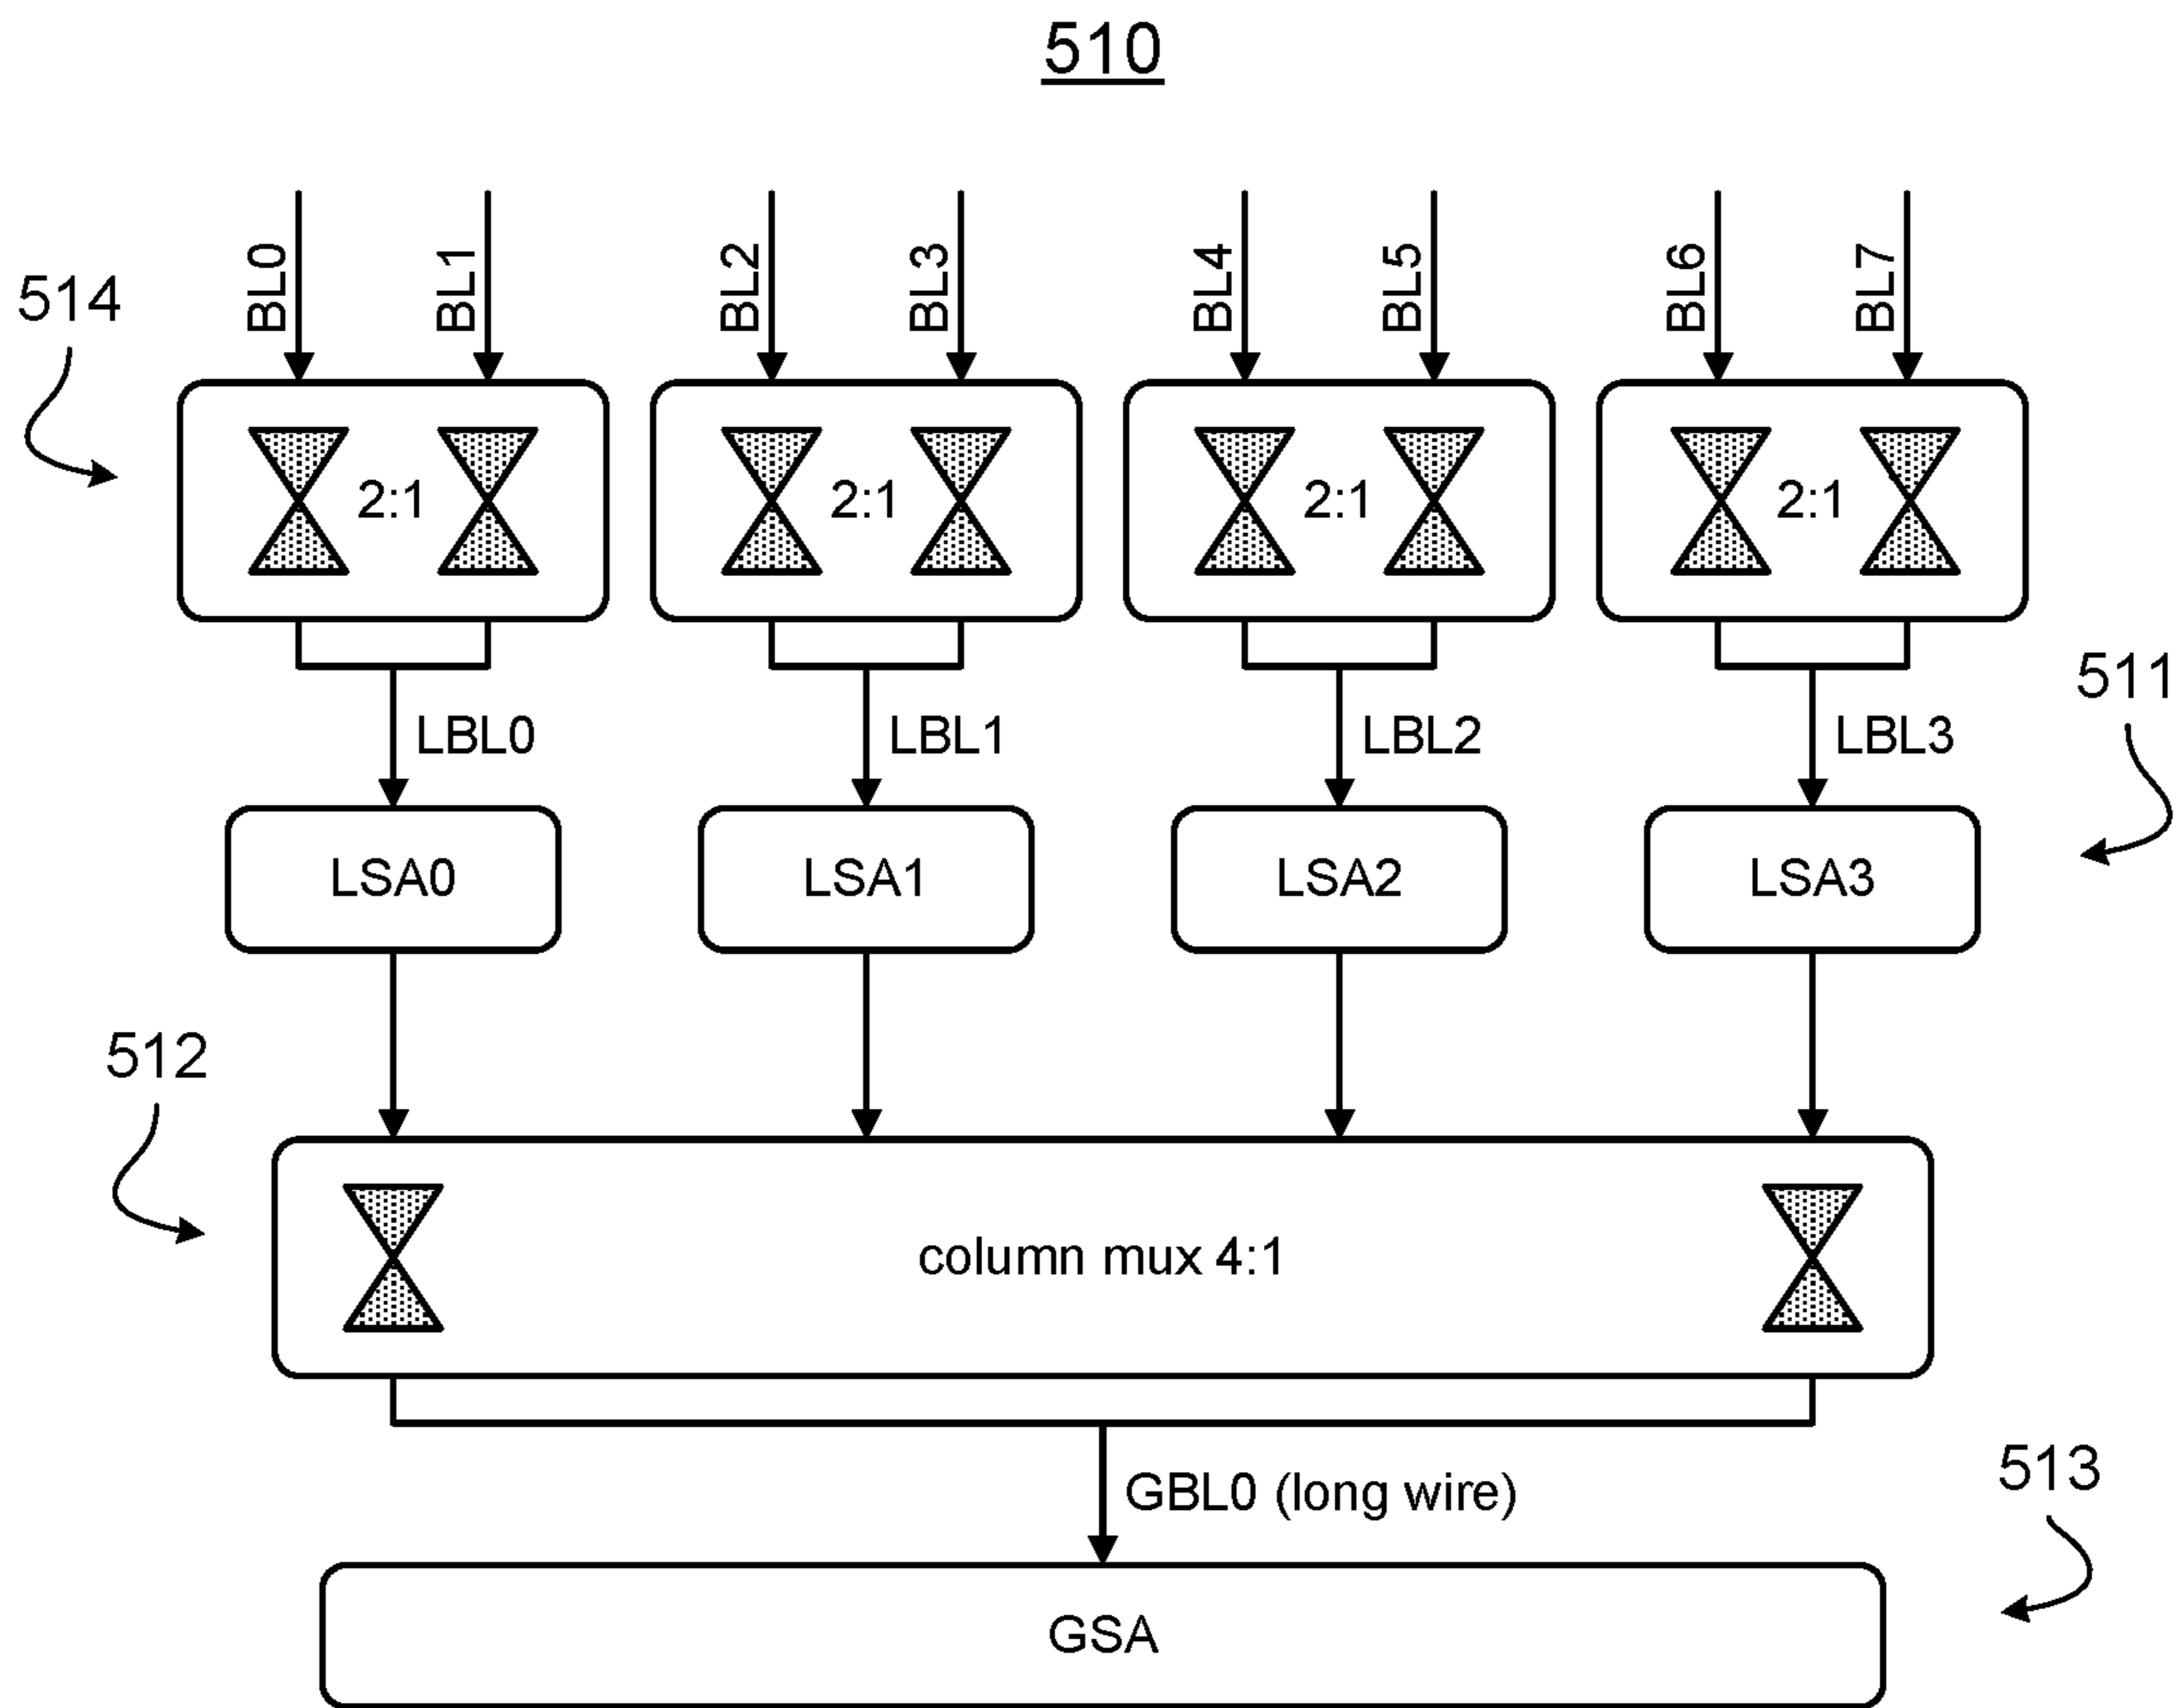 510
BL0 BL1 BL2 BL3 BL4 BL5 BL6 BL7
514
2:1 2:1 2:1 2:1
511
LBL0 LBL1 LBL2 LBL3
LSA0 LSA1 LSA2 LSA3
512
column mux 4:1
513
GBL0 (long wire)
GSA